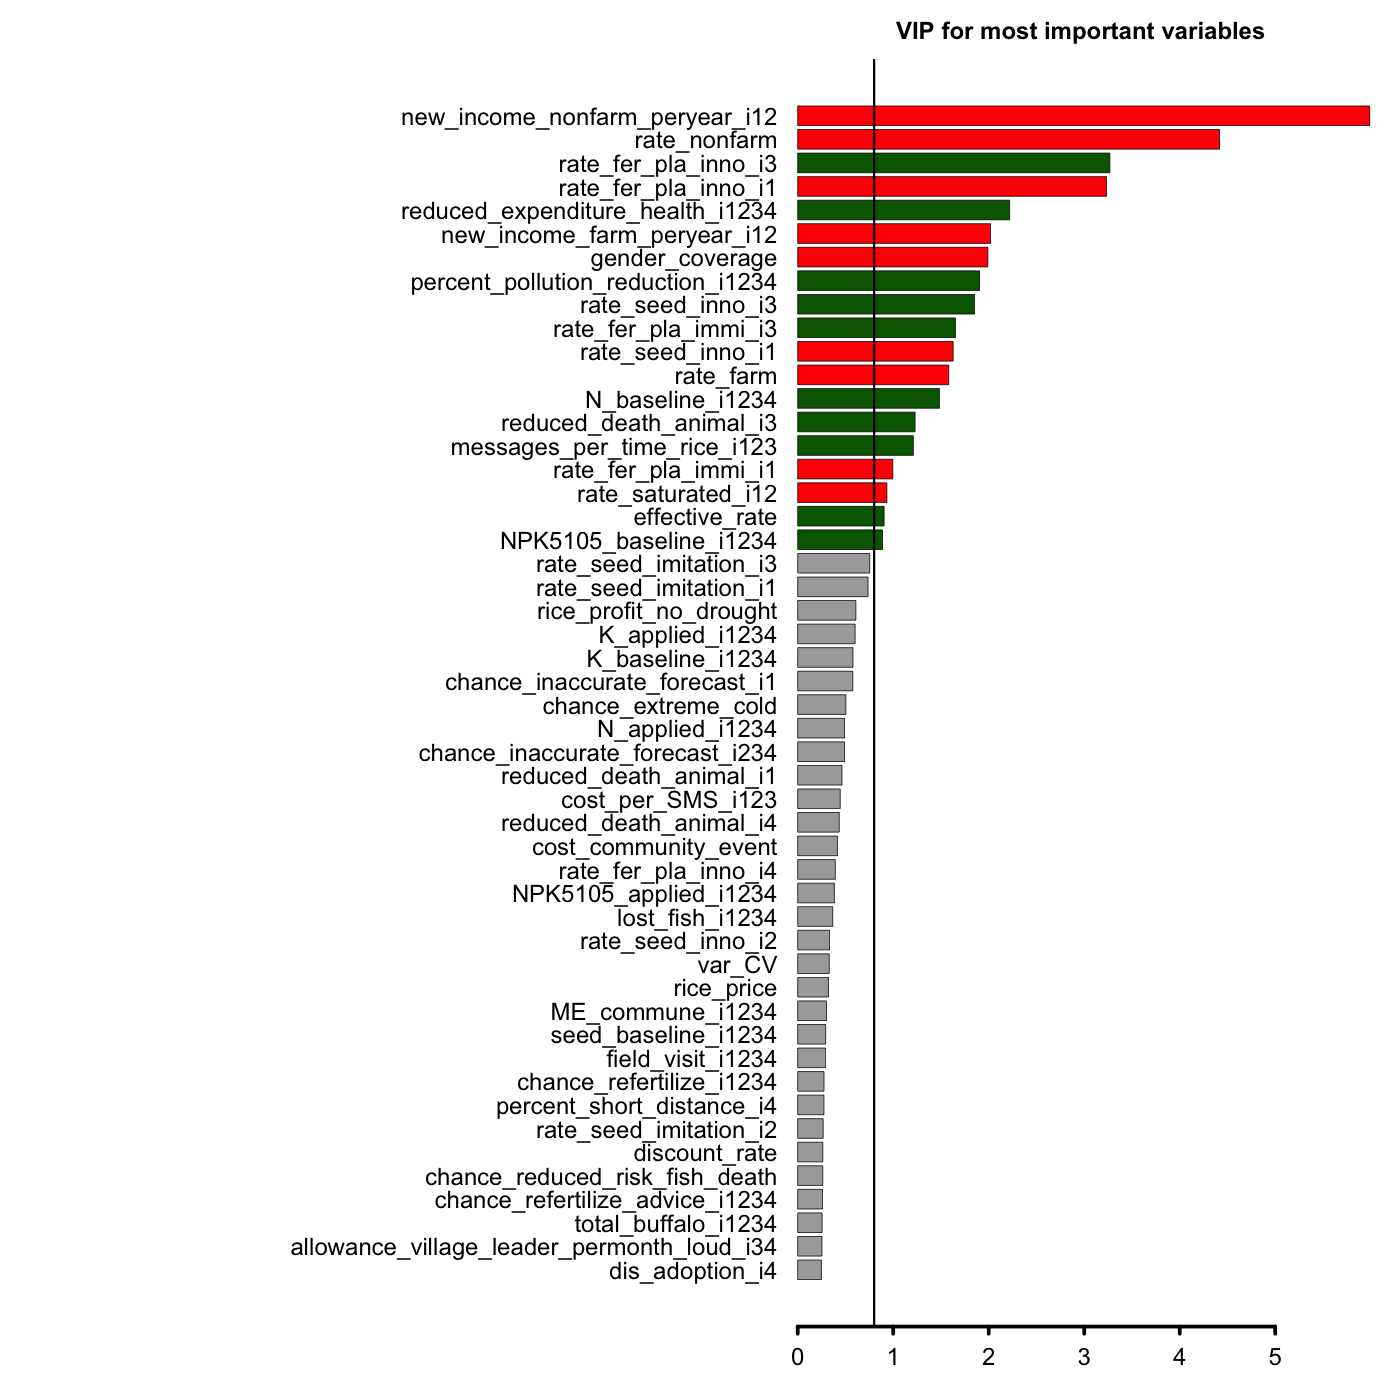 VIP for most important variables
new_income_nonfarm_peryear_i12
rate_nonfarm
rate_fer_pla_inno_i3
rate_fer_pla_inno_i1
reduced_expenditure_health_i1234
new_income_farm_peryear_i12
gender_coverage
percent_pollution_reduction_i1234
rate_seed_inno_i3
rate_fer_pla_immi_i3
rate_seed_inno_i1
rate_farm
N_baseline_i1234
reduced_death_animal_i3
messages_per_time_rice_i123
rate_fer_pla_immi_i1
rate_saturated_i12
effective_rate
NPK5105_baseline_i1234
rate_seed_imitation_i3
rate_seed_imitation_i1
rice_profit_no_drought
K_applied_i1234
K_baseline_i1234
chance_inaccurate_forecast_i1
chance_extreme_cold
N_applied_i1234
chance_inaccurate_forecast_i234
reduced_death_animal_i1
cost_per_SMS_i123
reduced_death_animal_i4
cost_community_event
rate_fer_pla_inno_i4
NPK5105_applied_i1234
lost_fish_i1234
rate_seed_inno_i2
var_CV
rice_price
ME_commune_i1234
seed_baseline_i1234
field_visit_i1234
chance_refertilize_i1234
percent_short_distance_i4
rate_seed_imitation_i2
discount_rate
chance_reduced_risk_fish_death
chance_refertilize_advice_i1234
total_buffalo_i1234
allowance_village_leader_permonth_loud_i34
dis_adoption_i4
0 1 2 3 4 5